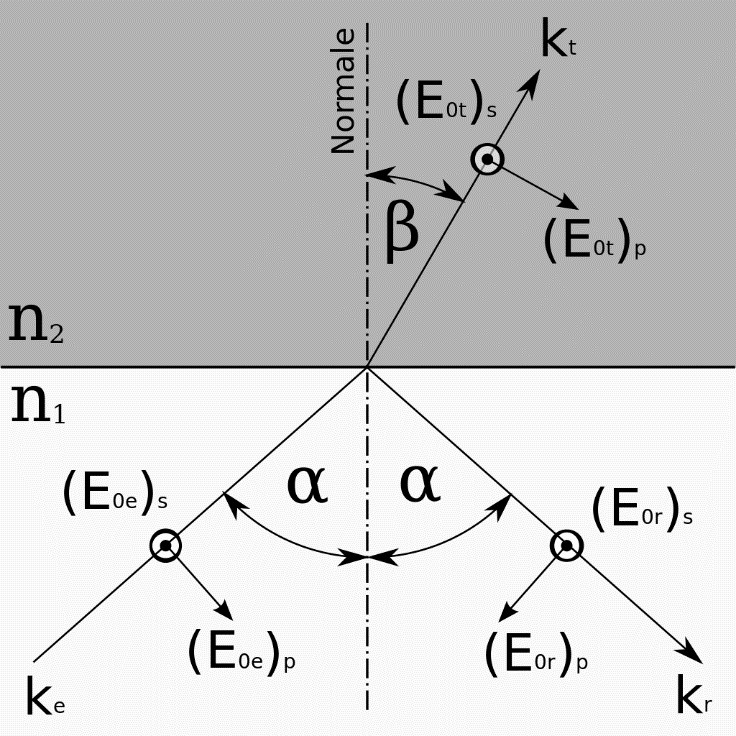 kt
Normale
(E0t)s
β
(E0t)p
n2
n1
(E0e)s
α
α
(E0r)s
(E0e)p
(E0r)p
ke
kr